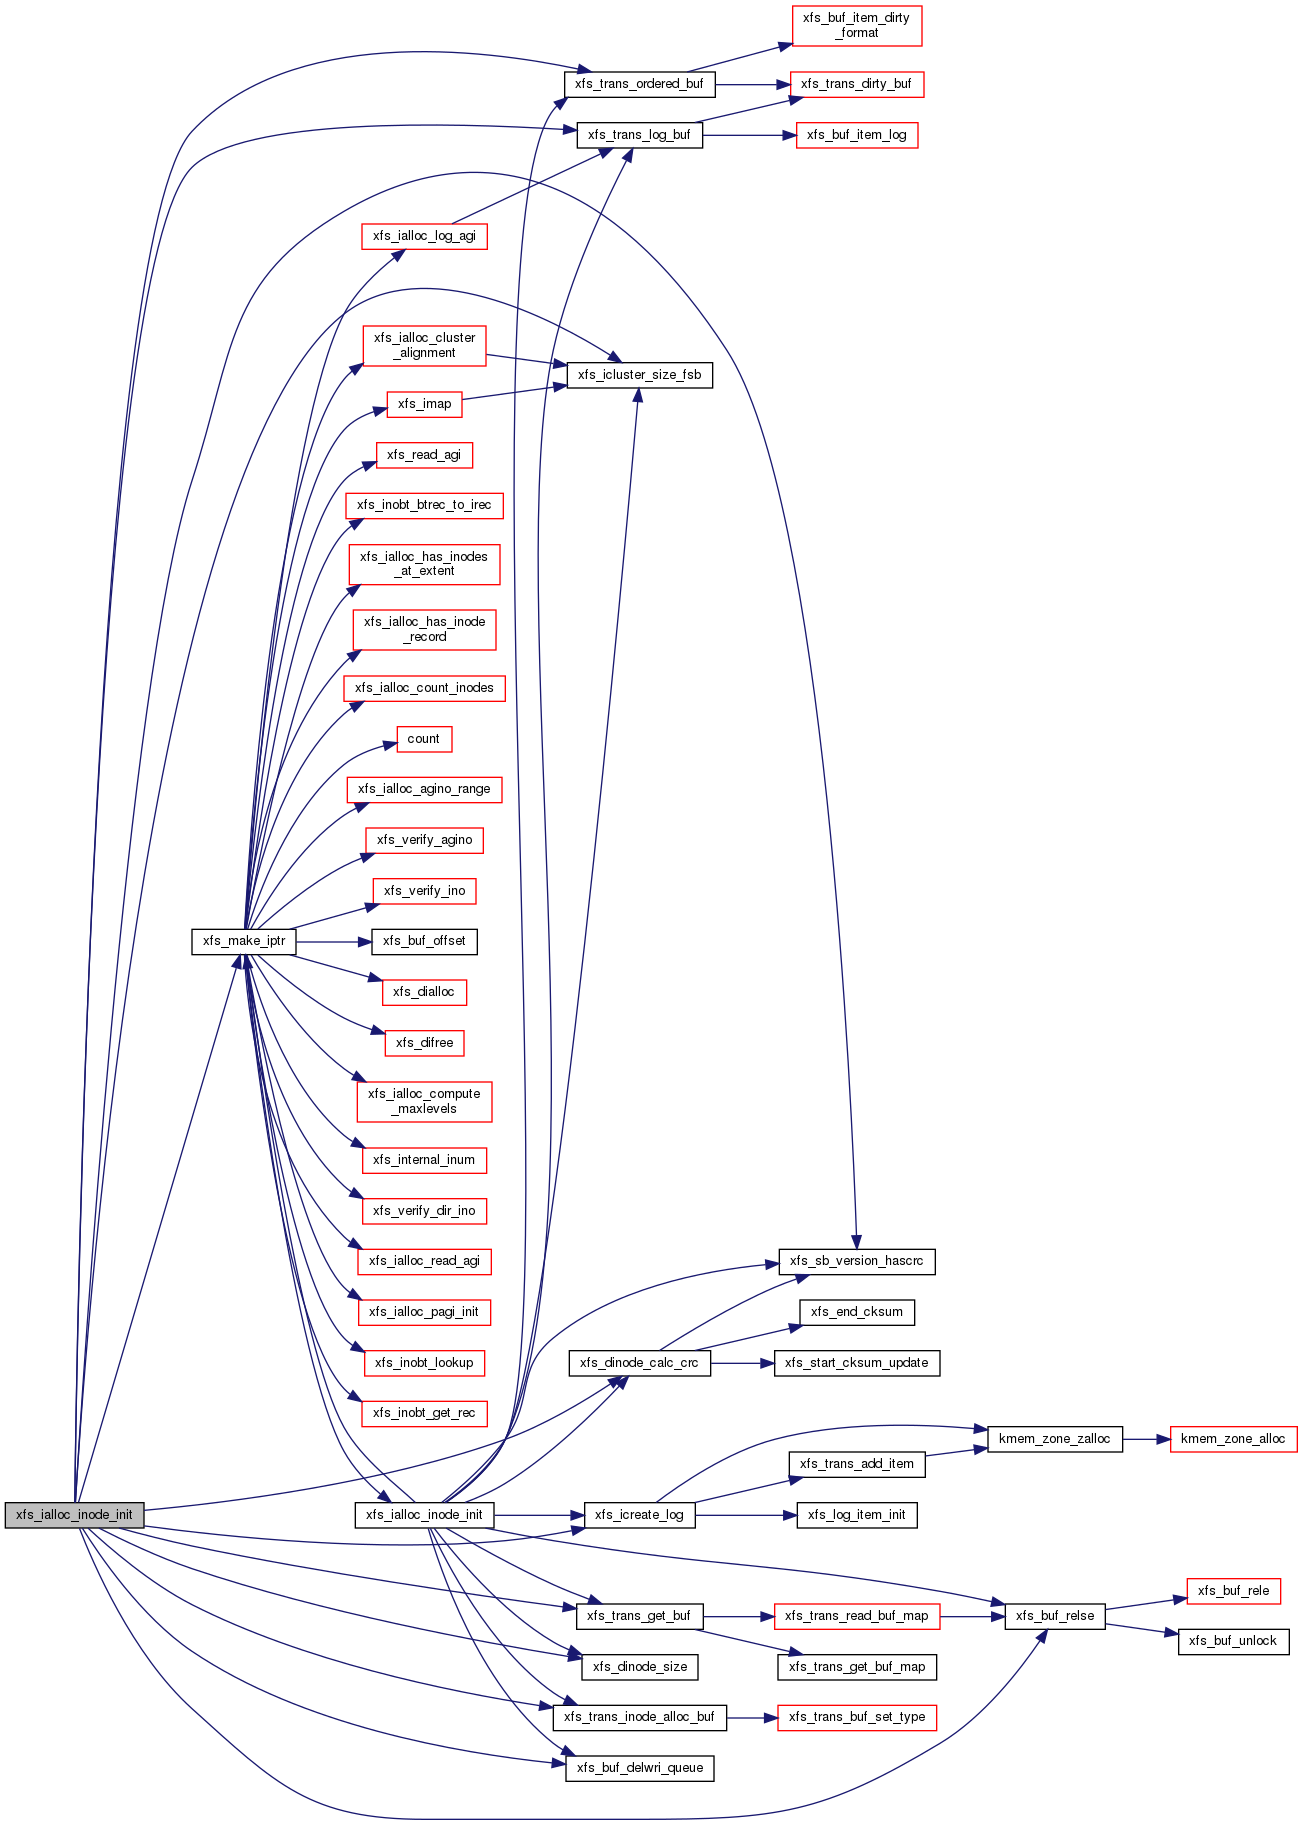 xfs_buf_item_dirty
_format
xfs_trans_ordered_buf
xfs_trans_dirty_buf
xfs_trans_log_buf
xfs_buf_item_log
xfs_ialloc_log_agi
xfs_ialloc_cluster
_alignment
xfs_icluster_size_fsb
xfs_imap
xfs_read_agi
xfs_inobt_btrec_to_irec
xfs_ialloc_has_inodes
_at_extent
xfs_ialloc_has_inode
_record
xfs_ialloc_count_inodes
count
xfs_ialloc_agino_range
xfs_verify_agino
xfs_verify_ino
xfs_make_iptr
xfs_buf_offset
xfs_dialloc
xfs_difree
xfs_ialloc_compute
_maxlevels
xfs_internal_inum
xfs_verify_dir_ino
xfs_ialloc_read_agi
xfs_sb_version_hascrc
xfs_ialloc_pagi_init
xfs_end_cksum
xfs_inobt_lookup
xfs_dinode_calc_crc
xfs_start_cksum_update
xfs_inobt_get_rec
kmem_zone_zalloc
kmem_zone_alloc
xfs_trans_add_item
xfs_ialloc_inode_init
xfs_ialloc_inode_init
xfs_icreate_log
xfs_log_item_init
xfs_buf_rele
xfs_trans_get_buf
xfs_trans_read_buf_map
xfs_buf_relse
xfs_buf_unlock
xfs_dinode_size
xfs_trans_get_buf_map
xfs_trans_inode_alloc_buf
xfs_trans_buf_set_type
xfs_buf_delwri_queue